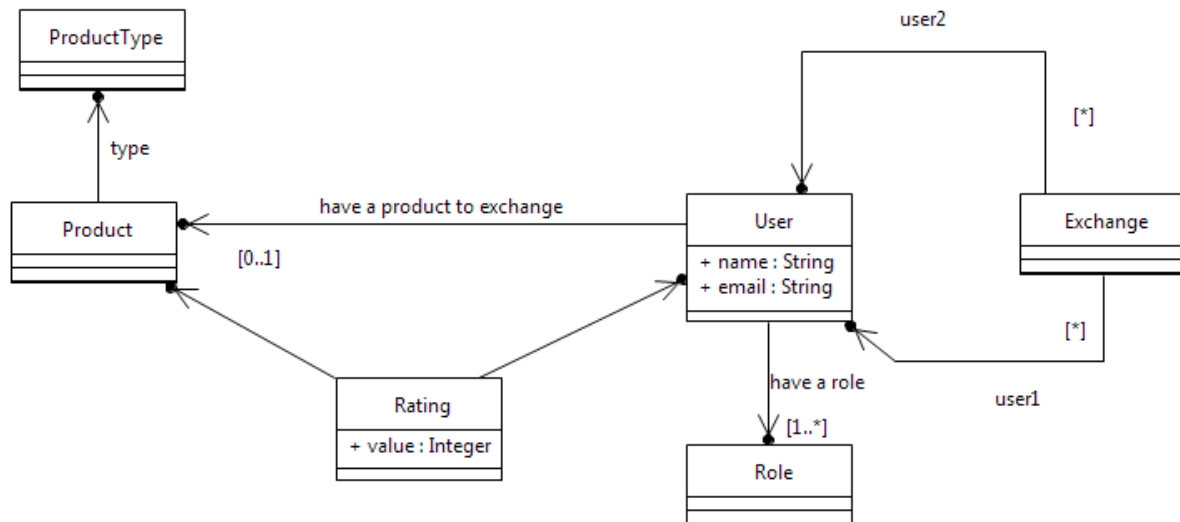 ProductType
user2
[*]
type
have a product to exchange
Product
[0..1]
User
+ name : String
+ email : String
Exchange
[*]
user1
have a role
[1..*]
Rating
+ value : Integer
Role